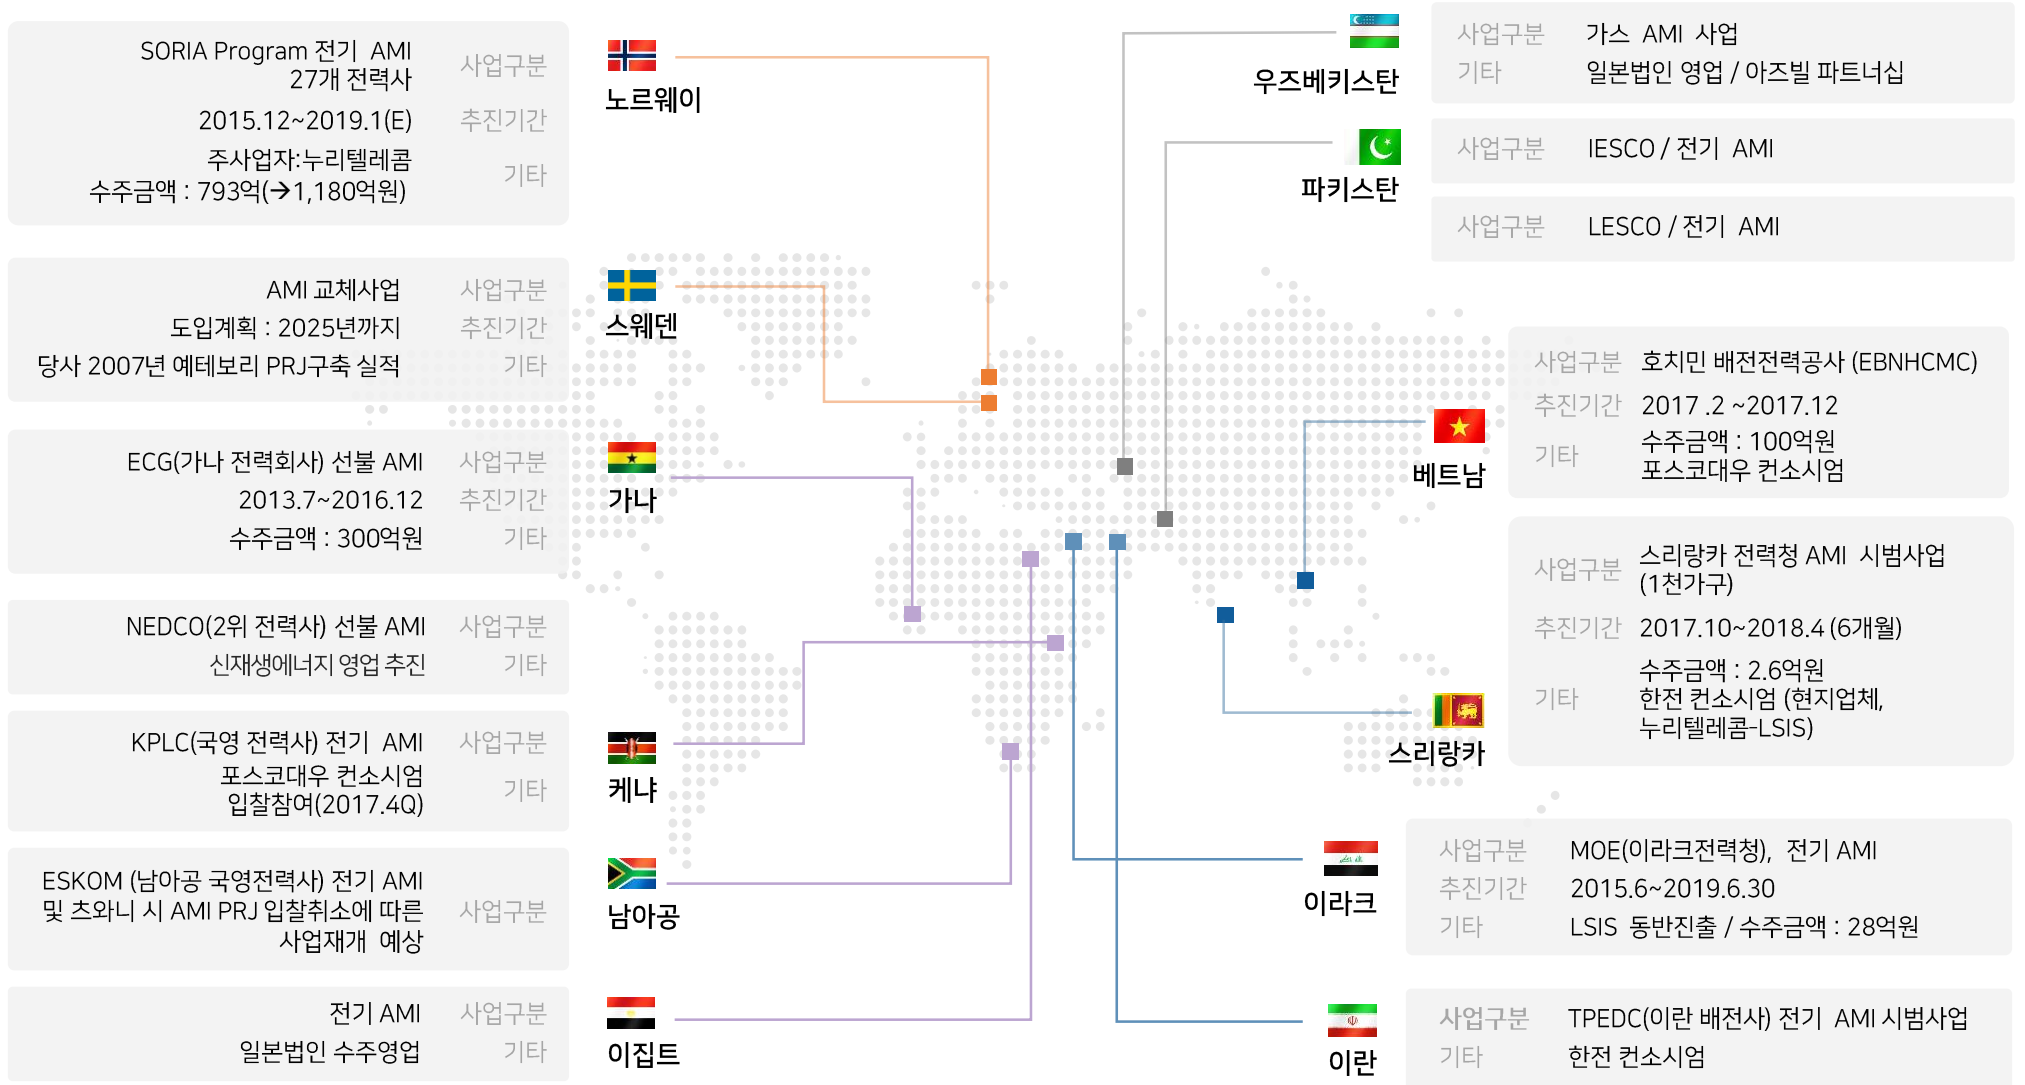 SORIA Program 전기 AMI
27개 전력사
사업구분
2015.12~2019.1(E)
추진기간
주사업자:누리텔레콤
수주금액 : 793억(→1,180억원)
기타
노르웨이
AMI 교체사업
사업구분
도입계획 : 2025년까지
추진기간
당사 2007년 예테보리 PRJ구축 실적
기타
스웨덴
ECG(가나 전력회사) 선불 AMI
사업구분
2013.7~2016.12
추진기간
수주금액 : 300억원
기타
가나
NEDCO(2위 전력사) 선불 AMI
사업구분
신재생에너지 영업 추진
기타
KPLC(국영 전력사) 전기 AMI
사업구분
포스코대우 컨소시엄
입찰참여(2017.4Q)
기타
케냐
ESKOM (남아공 국영전력사) 전기 AMI
및 츠와니 시 AMI PRJ 입찰취소에 따른
사업재개 예상
사업구분
남아공
전기 AMI
사업구분
일본법인 수주영업
기타
이집트
우즈베키스탄
사업구분 가스 AMI 사업
기타 일본법인 영업 / 아즈빌 파트너십
파키스탄
사업구분 IESCO / 전기 AMI
사업구분 LESCO / 전기 AMI
베트남
사업구분 호치민 배전전력공사 (EBNHCMC)
추진기간 2017 .2 ~2017.12
기타
수주금액 : 100억원
포스코대우 컨소시엄
스리랑카
사업구분
스리랑카 전력청 AMI 시범사업
(1천가구)
추진기간 2017.10~2018.4 (6개월)
기타
수주금액 : 2.6억원
한전 컨소시엄 (현지업체,
누리텔레콤-LSIS)
이라크
사업구분 MOE(이라크전력청), 전기 AMI
추진기간 2015.6~2019.6.30
기타 LSIS 동반진출 / 수주금액 : 28억원
이란
사업구분 TPEDC(이란 배전사) 전기 AMI 시범사업
기타 한전 컨소시엄